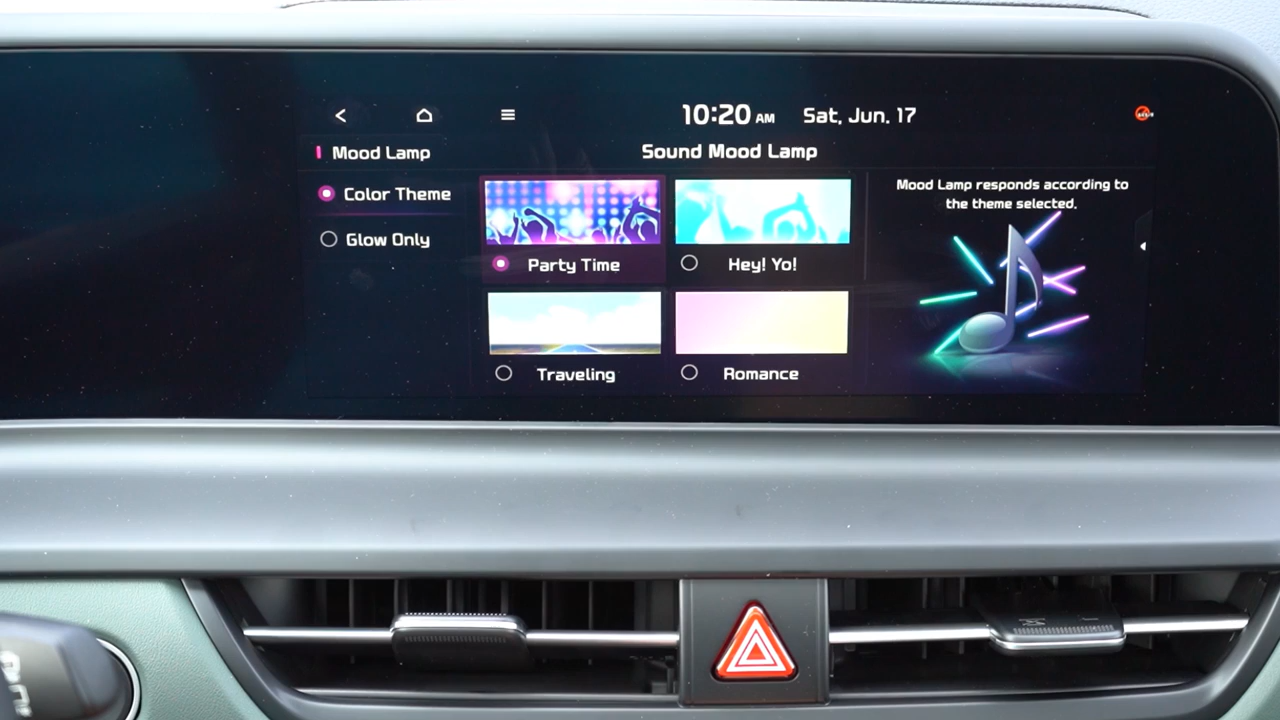 10:20 AM Sat, Jun. 17
Mood Lamp
Sound Mood Lamp
Color Theme
Glow Only
Party Time
Hey! Yo!
Traveling
Romance
Mood Lamp responds according to
the theme selected.